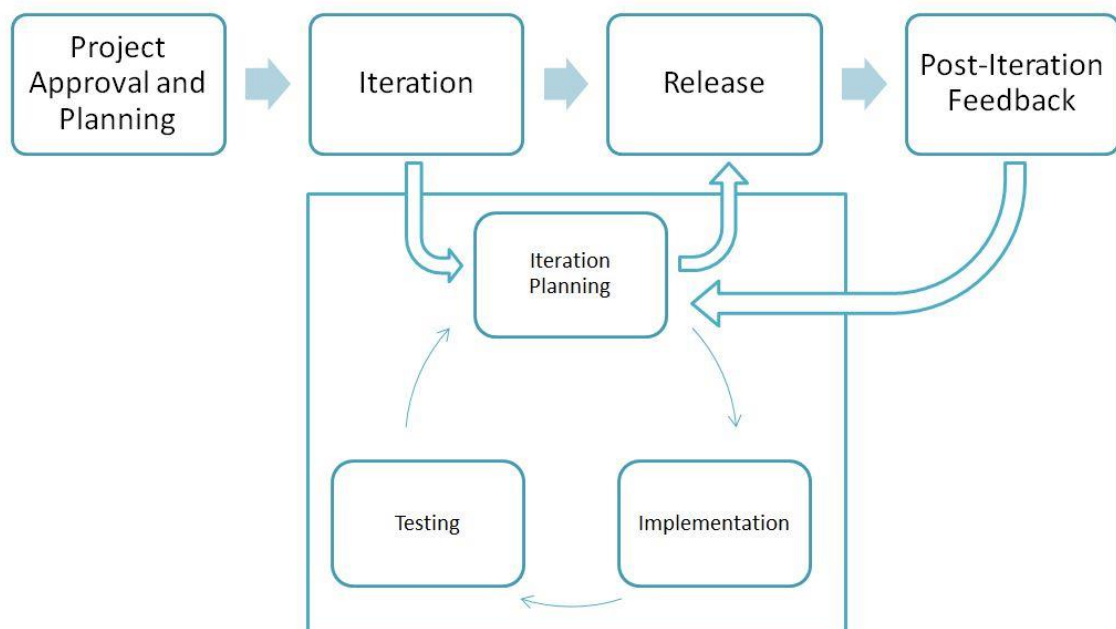 Project
Approval and
Planning
Iteration
Release
Post-Iteration
Feedback
Iteration
Planning
Testing
Implementation